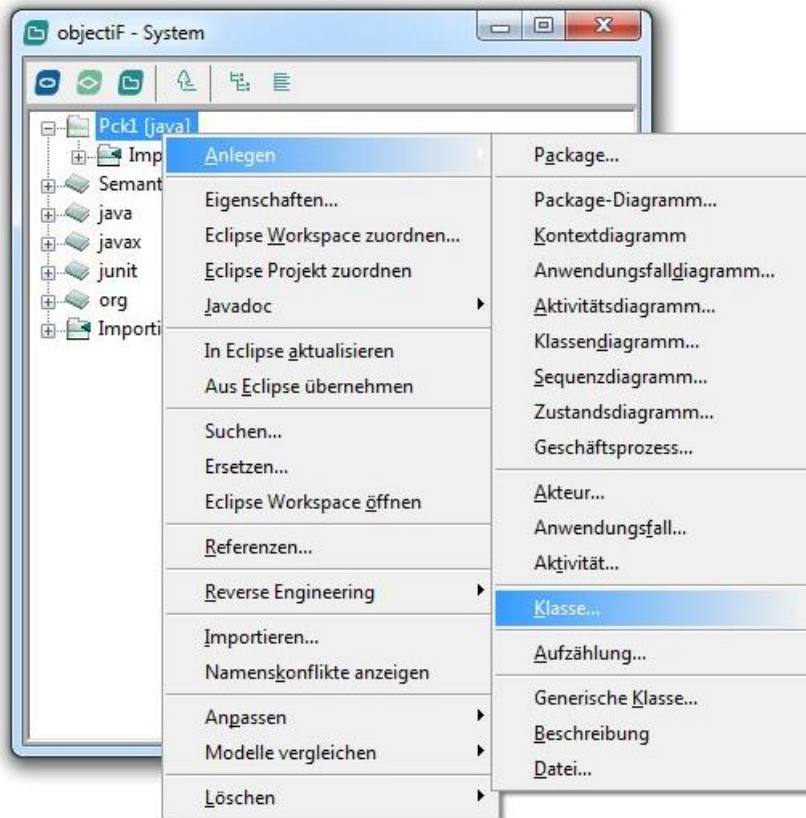 objectiF - System
Pck1 [java]
Imp
Semant
java
javax
junit
org
Importi
Anlegen
Eigenschaften...
Eclipse Workspace zuordnen...
Eclipse Projekt zuordnen
Javadoc
In Eclipse aktualisieren
Aus Eclipse übernehmen
Suchen...
Ersetzen...
Eclipse Workspace öffnen
Referenzen...
Reverse Engineering
Importieren...
Namenskonflikte anzeigen
Anpassen
Modelle vergleichen
Löschen
Package...
Package-Diagramm...
Kontextdiagramm
Anwendungsfalldiagramm...
Aktivitätsdiagramm...
Klassendiagramm...
Sequenzdiagramm...
Zustandsdiagramm...
Geschäftsprozess...
Akteur...
Anwendungsfall...
Aktivität...
Klasse...
Aufzählung...
Generische Klasse...
Beschreibung
Datei...